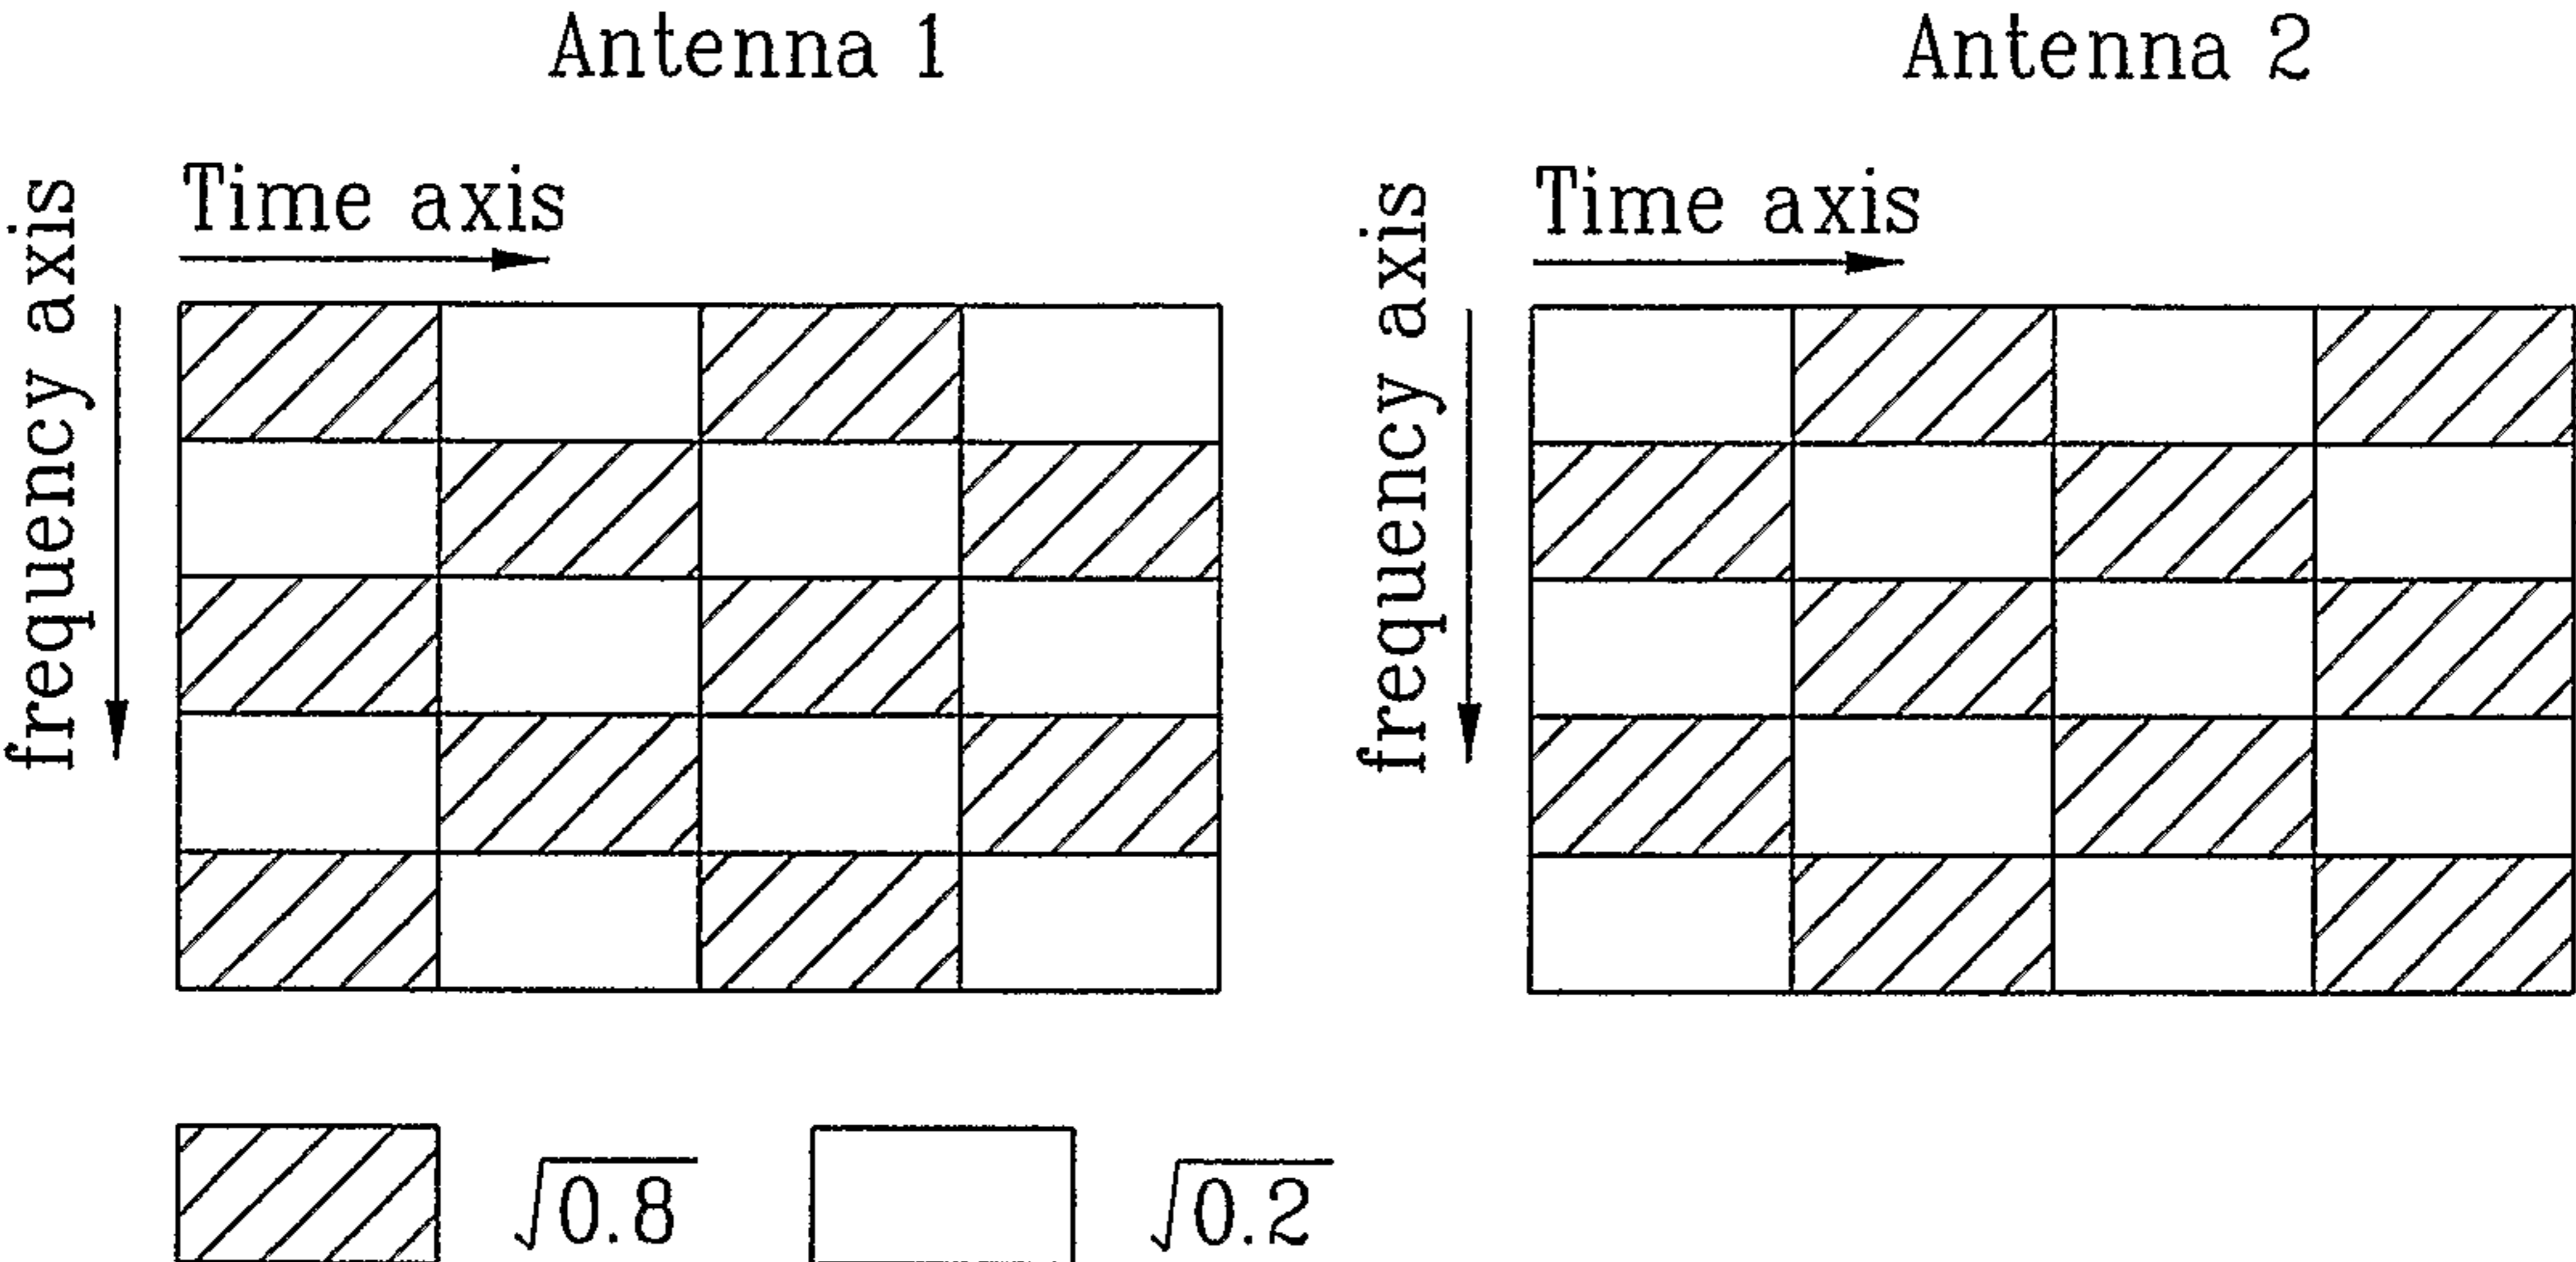 Antenna 1
Time axis
frequency axis
Antenna 2
Time axis
frequency axis
√0.8
√0.2